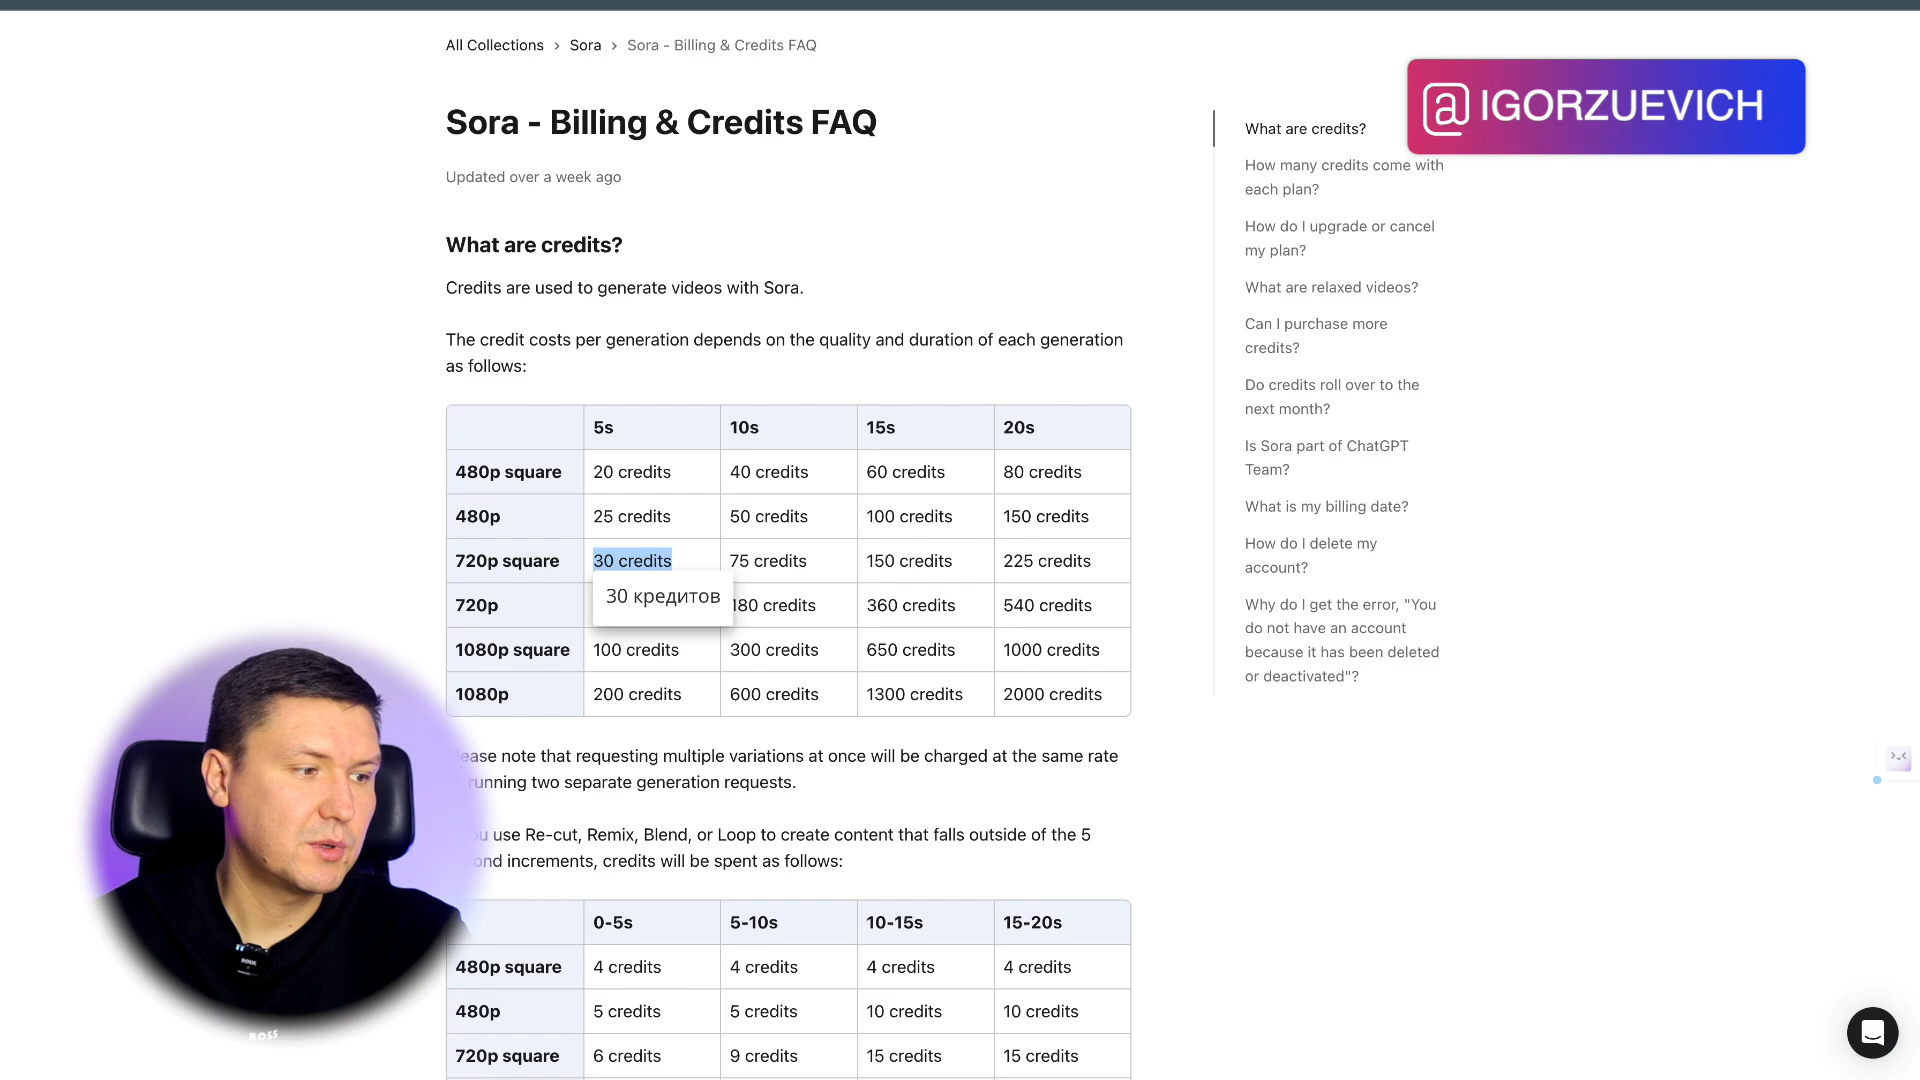 All Collections > Sora > Sora - Billing & Credits FAQ
@IGORZUEVICH
Sora - Billing & Credits FAQ
Updated over a week ago
What are credits?
Credits are used to generate videos with Sora.
The credit costs per generation depends on the quality and duration of each generation
as follows:
5s 10s 15s 20s
480p square 20 credits 40 credits 60 credits 80 credits
480p 25 credits 50 credits 100 credits 150 credits
720p square 30 credits 75 credits 150 credits 225 credits
30 кредитов
720p 180 credits 360 credits 540 credits
1080p square 100 credits 300 credits 650 credits 1000 credits
1080p 200 credits 600 credits 1300 credits 2000 credits
note that requesting multiple variations at once will be charged at the same rate
running two separate generation requests.
use Re-cut, Remix, Blend, or Loop to create content that falls outside of the 5
increments, credits will be spent as follows:
0-5s 5-10s 10-15s 15-20s
480p square 4 credits 4 credits 4 credits 4 credits
480p 5 credits 5 credits 10 credits 10 credits
720p square 6 credits 9 credits 15 credits 15 credits
What are credits?
How many credits come with
each plan?
How do I upgrade or cancel
my plan?
What are relaxed videos?
Can I purchase more
credits?
Do credits roll over to the
next month?
Is Sora part of ChatGPT
Team?
What is my billing date?
How do I delete my
account?
Why do I get the error, "You
do not have an account
because it has been deleted
or deactivated"?
RODE
BOSS